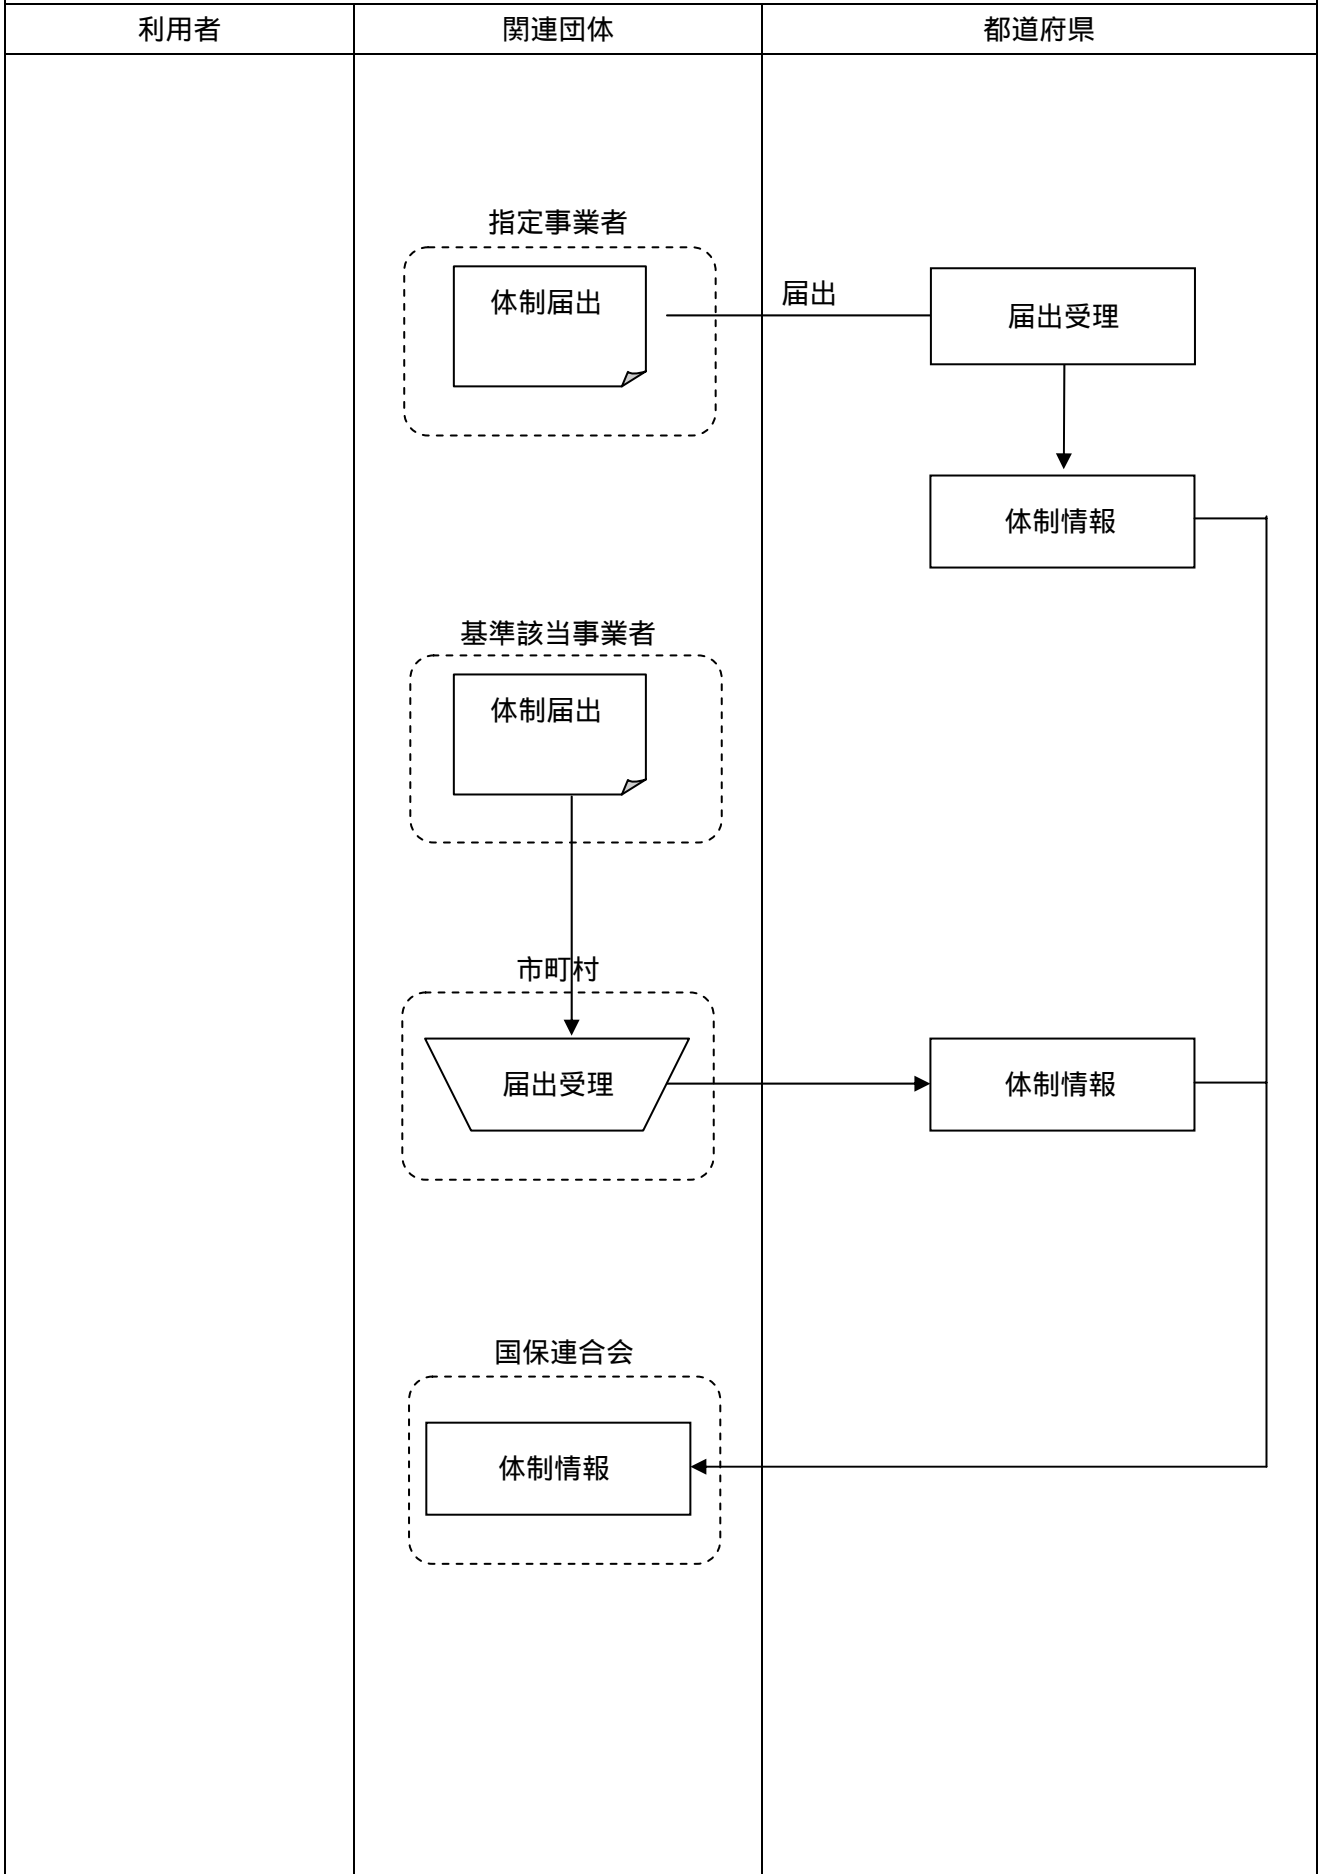 利用者
関連団体
都道府県
指定事業者
体制届出
届出
届出受理
体制情報
基準該当事業者
体制届出
市町村
届出受理
体制情報
国保連合会
体制情報